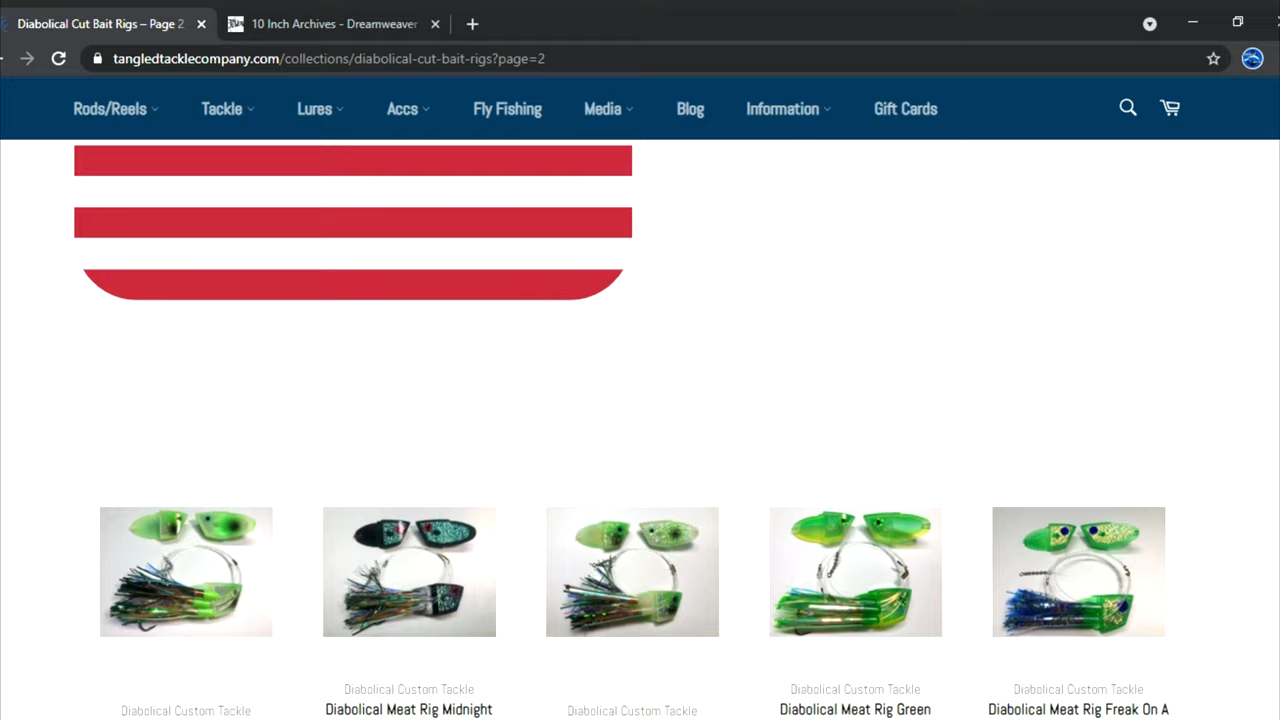 Diabolical Cut Bait Rigs – Page 2
10 Inch Archives - Dreamweaver
tangledtacklecompany.com/collections/diabolical-cut-bait-rigs?page=2
Rods/Reels Tackle Lures Accs Fly Fishing Media Blog Information Gift Cards
Diabolical Custom Tackle Diabolical Custom Tackle Diabolical Custom Tackle
Diabolical Custom Tackle Diabolical Meat Rig Midnight Diabolical Custom Tackle Diabolical Meat Rig Green Diabolical Meat Rig Freak On A